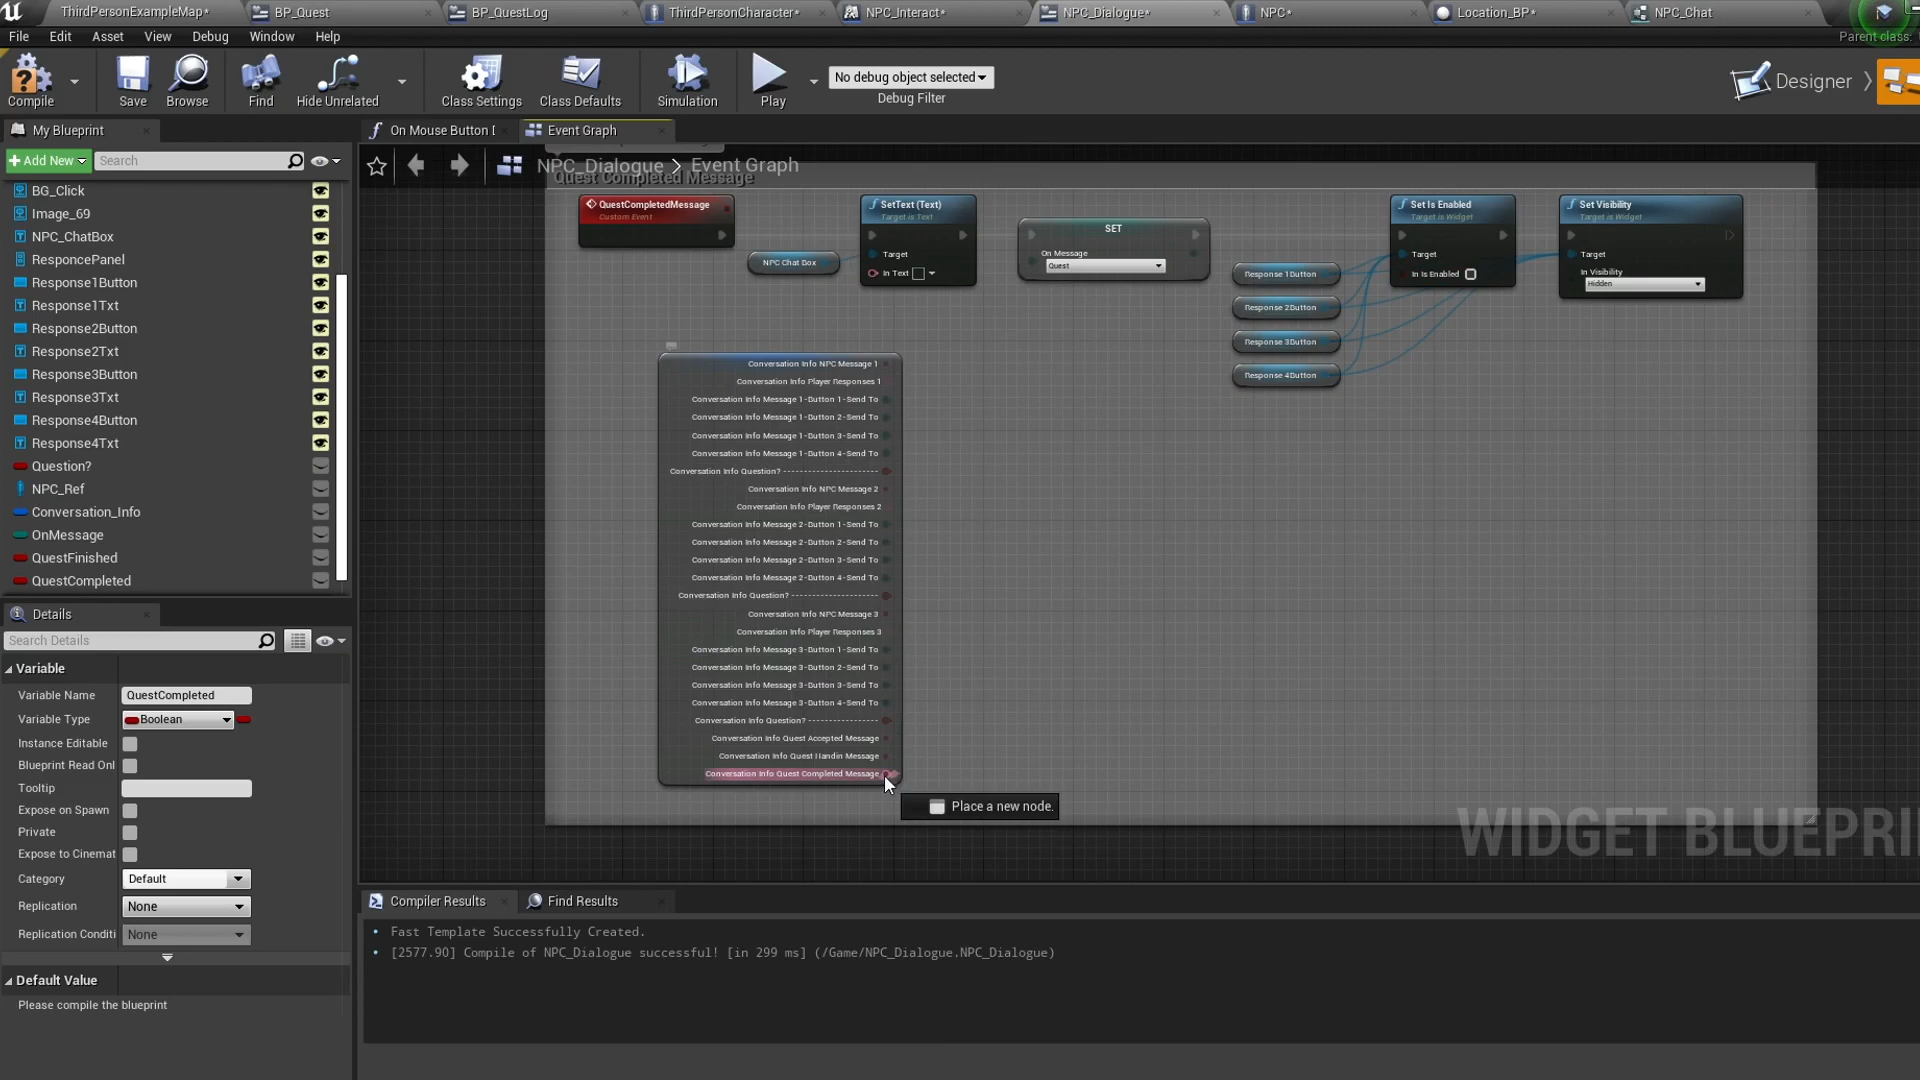 ThirdPersonExampleMap*
BP_Quest
BP_QuestLog
ThirdPersonCharacter*
NPC_Interact*
NPC_Dialogue*
NPC*
Location_BP*
NPC_Chat
File
Edit
Asset
View
Debug
Window
Help
Parent class:
Compile
Save
Browse
Find
Hide Unrelated
Class Settings
Class Defaults
Simulation
Play
No debug object selected
Debug Filter
Designer
My Blueprint
On Mouse Button D
Event Graph
Add New
Search
NPC_Dialogue > Event Graph
Quest Completed Message
BG_Click
Image_69
NPC_ChatBox
ResponcePanel
Response1Button
Response1Txt
Response2Button
Response2Txt
Response3Button
Response3Txt
Response4Button
Response4Txt
Question?
NPC_Ref
Conversation_Info
OnMessage
QuestFinished
QuestCompleted
QuestCompletedMessage
Custom Event
NPC Chat Box
SetText (Text)
Target is Text
Target
In Text
SET
On Message
Quest
Response 1Button
Response 2Button
Response 3Button
Response 4Button
Set Is Enabled
Target is Widget
Target
In Is Enabled
Set Visibility
Target is Widget
Target
In Visibility
Hidden
Conversation Info NPC Message 1
Conversation Info Player Responses 1
Conversation Info Message 1-Button 1-Send To
Conversation Info Message 1-Button 2-Send To
Conversation Info Message 1-Button 3-Send To
Conversation Info Message 1-Button 4-Send To
Conversation Info Question? -----------------------
Conversation Info NPC Message 2
Conversation Info Player Responses 2
Conversation Info Message 2-Button 1-Send To
Conversation Info Message 2-Button 2-Send To
Conversation Info Message 2-Button 3-Send To
Conversation Info Message 2-Button 4-Send To
Conversation Info Question? ---------------------
Conversation Info NPC Message 3
Conversation Info Player Responses 3
Conversation Info Message 3-Button 1-Send To
Conversation Info Message 3-Button 2-Send To
Conversation Info Message 3-Button 3-Send To
Conversation Info Message 3-Button 4-Send To
Conversation Info Question? -----------------
Conversation Info Quest Accepted Message
Conversation Info Quest Handin Message
Conversation Info Quest Completed Message
Place a new node.
WIDGET BLUEPRI
Details
Search Details
Variable
Variable Name
QuestCompleted
Variable Type
Boolean
Instance Editable
Blueprint Read Onl
Tooltip
Expose on Spawn
Private
Expose to Cinemat
Category
Default
Replication
None
Replication Conditi
None
Default Value
Please compile the blueprint
Compiler Results
Find Results
• Fast Template Successfully Created.
• [2577.90] Compile of NPC_Dialogue successful! [in 299 ms] (/Game/NPC_Dialogue.NPC_Dialogue)